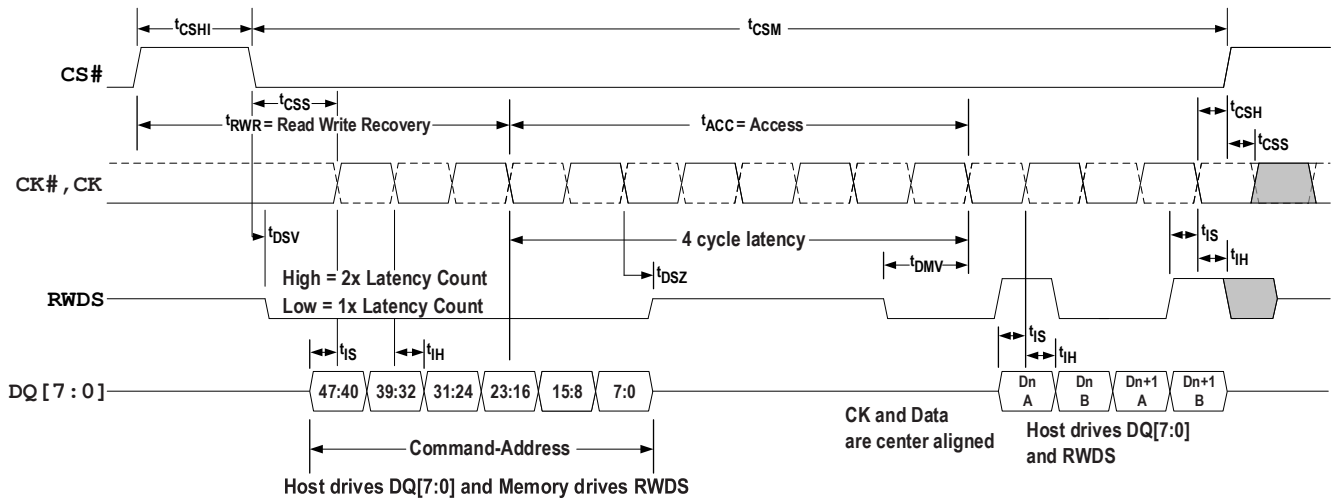 tCSHI
tCSM
CS#
tCSS
tRWR = Read Write Recovery
tACC = Access
tCSH
tCSS
CK#,CK
tDSV
4 cycle latency
tIS
tIH
High = 2x Latency Count
Low = 1x Latency Count
tDSZ
tDMV
RWDS
tIS
tIH
tIS
tIH
DQ[7:0]
47:40 39:32 31:24 23:16 15:8 7:0
Dn A
Dn B
Dn+1 A
Dn+1 B
CK and Data
are center aligned
Host drives DQ[7:0]
and RWDS
Command-Address
Host drives DQ[7:0] and Memory drives RWDS